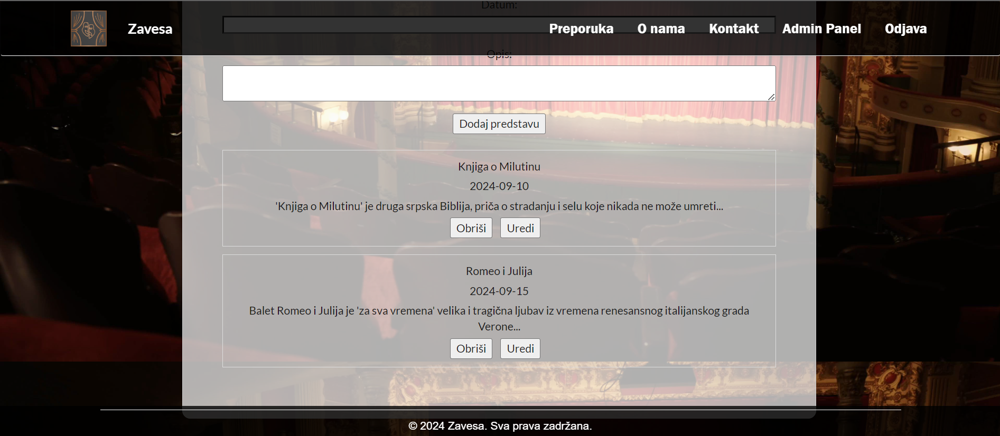 Datum:
Zavesa
Preporuka
O nama
Kontakt
Admin Panel
Odjava
Opis:
Dodaj predstavu
Knjiga o Milutinu
2024-09-10
'Knjiga o Milutinu' je druga srpska Biblija, priča o stradanju i selu koje nikada ne može umreti...
Obriši Uredi
Romeo i Julija
2024-09-15
Balet Romeo i Julija je 'za sva vremena' velika i tragična ljubav iz vremena renesansnog italijanskog grada
Verone...
Obriši Uredi
© 2024 Zavesa. Sva prava zadržana.